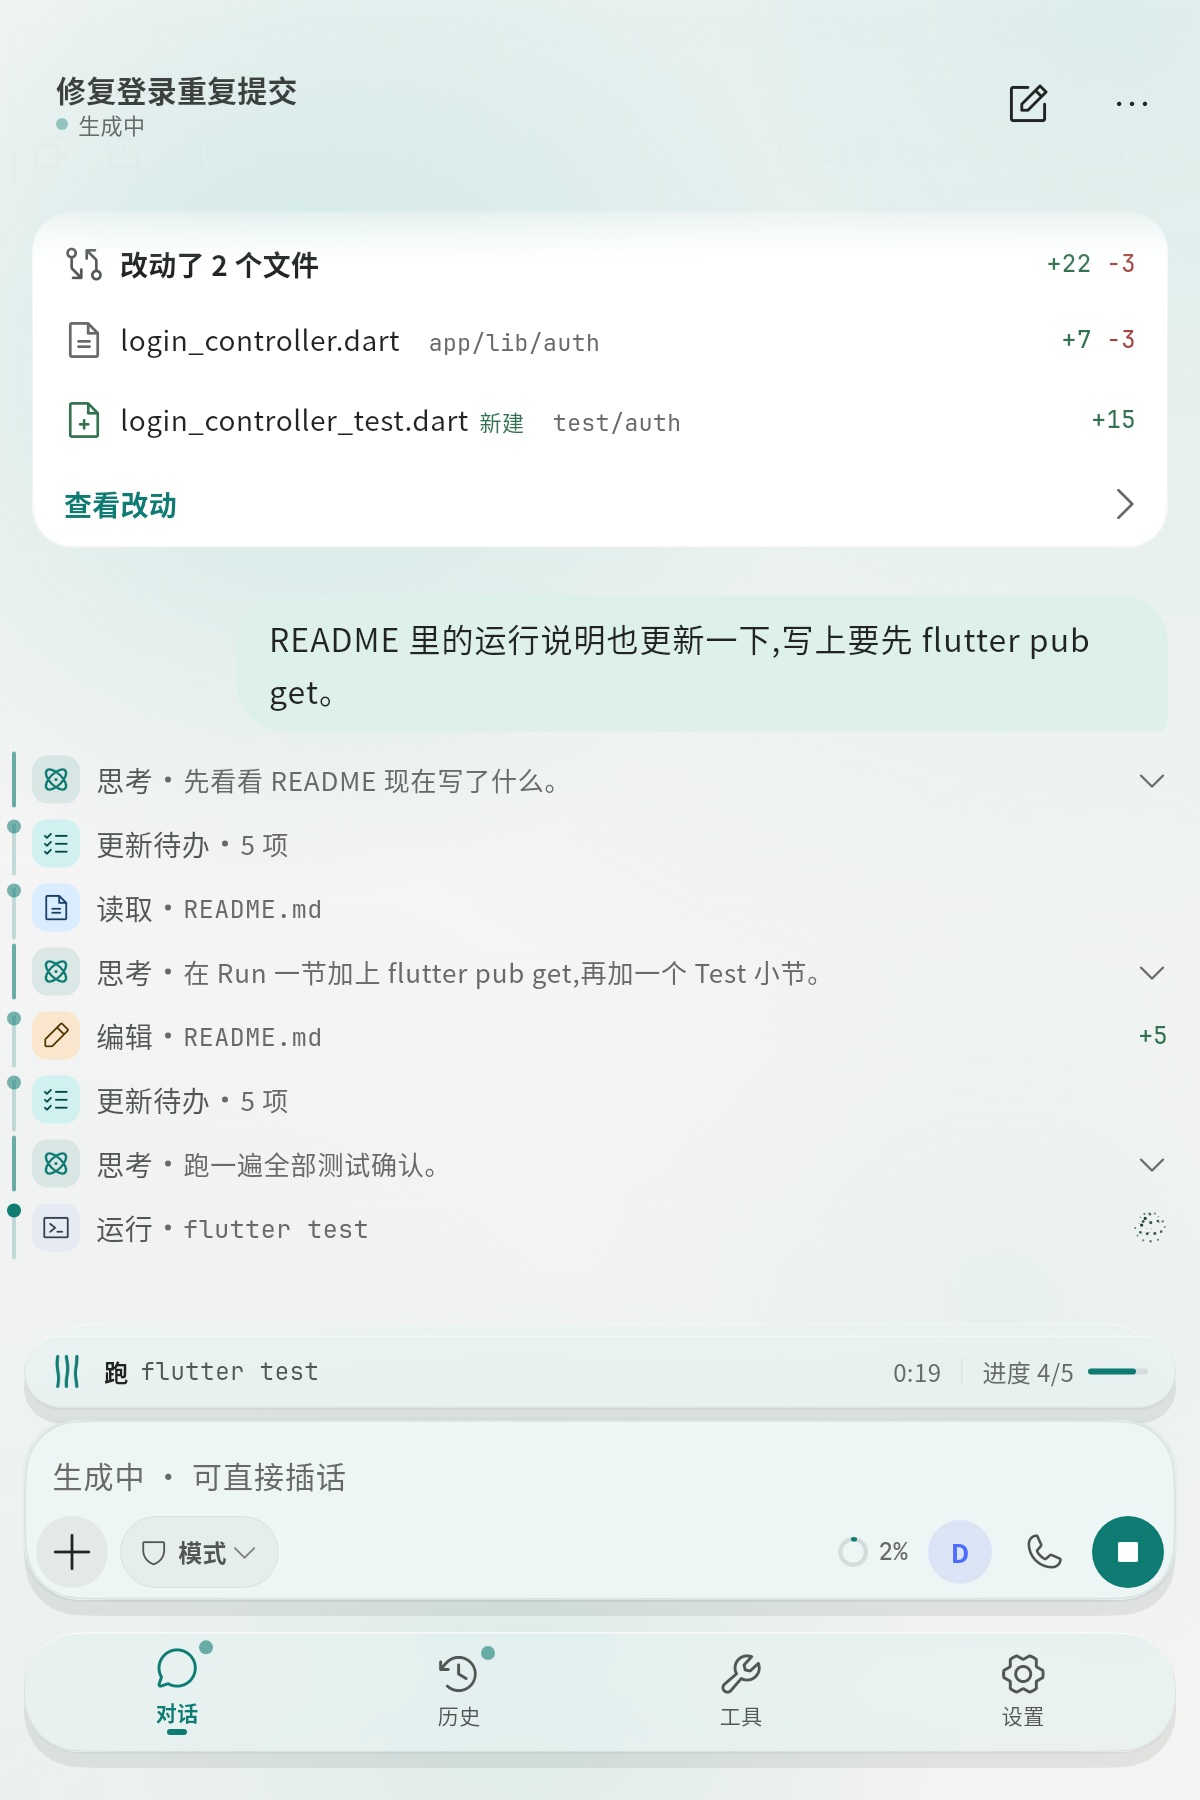 修复登录重复提交
生成中
改动了 2 个文件 +22 -3
login_controller.dart app/lib/auth +7 -3
login_controller_test.dart 新建 test/auth +15
查看改动
README 里的运行说明也更新一下,写上要先 flutter pub
get。
思考・先看看 README 现在写了什么。
更新待办・5 项
读取・README.md
思考・在 Run 一节加上 flutter pub get,再加一个 Test 小节。
编辑・README.md +5
更新待办・5 项
思考・跑一遍全部测试确认。
运行・flutter test
跑 flutter test 0:19 进度 4/5
生成中 · 可直接插话
模式 2% D
对话 历史 工具 设置